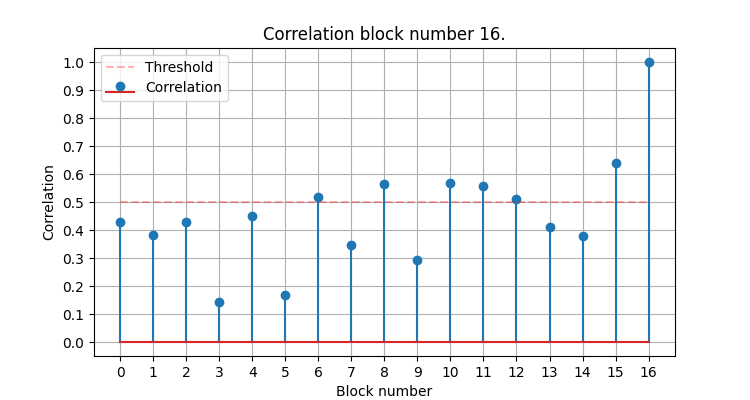 Correlation block number 16.
Threshold
Correlation
Correlation
1.0
0.9
0.8
0.7
0.6
0.5
0.4
0.3
0.2
0.1
0.0
0 1 2 3 4 5 6 7 8 9 10 11 12 13 14 15 16
Block number